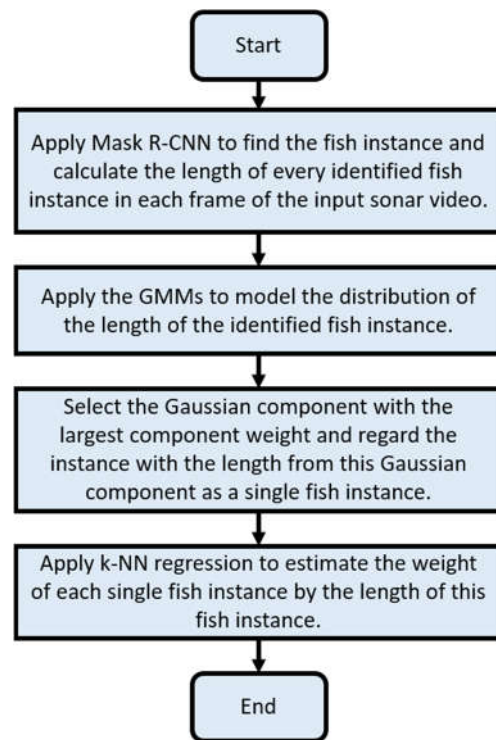 Start
Apply Mask R-CNN to find the fish instance and
calculate the length of every identified fish
instance in each frame of the input sonar video.
Apply the GMMs to model the distribution of
the length of the identified fish instance.
Select the Gaussian component with the
largest component weight and regard the
instance with the length from this Gaussian
component as a single fish instance.
Apply k-NN regression to estimate the weight
of each single fish instance by the length of this
fish instance.
End